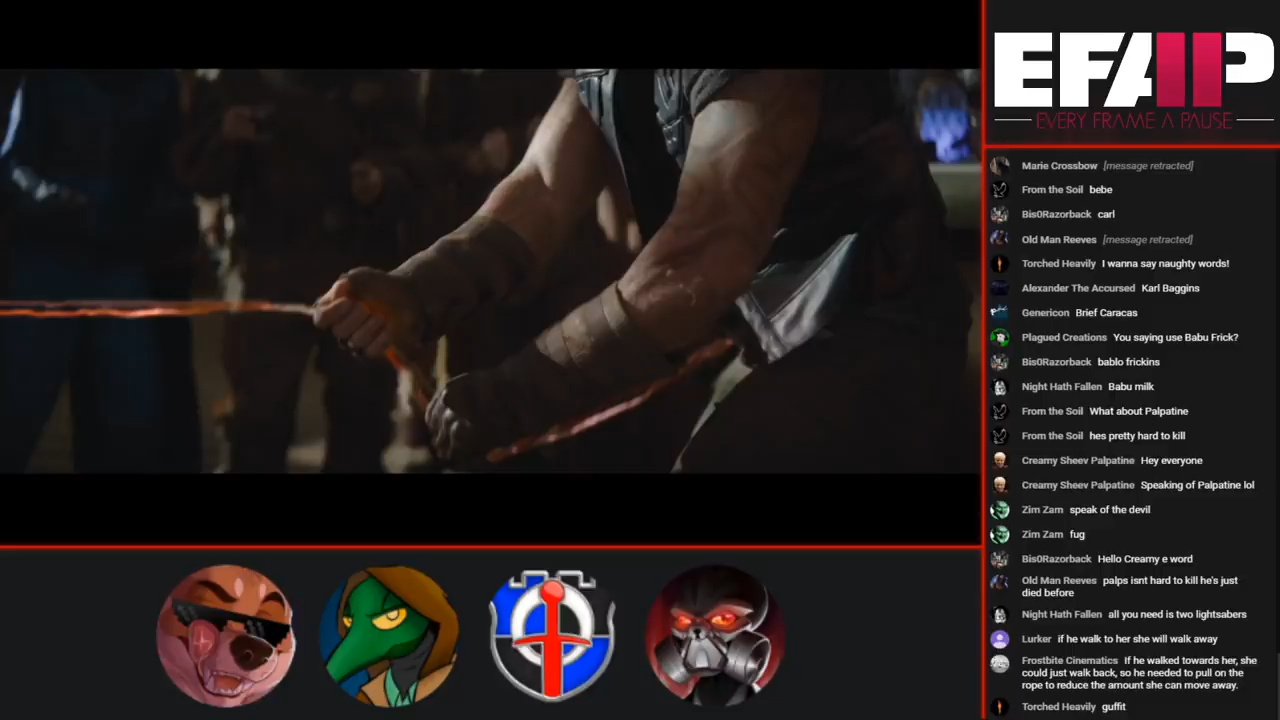 EFAP
EVERY FRAME A PAUSE
Marie Crossbow [message retracted]
From the Soil bebe
Bis0Razorback carl
Old Man Reeves [message retracted]
Torched Heavily I wanna say naughty words!
Alexander The Accursed Karl Baggins
Genericon Brief Caracas
Plagued Creations You saying use Babu Frick?
Bis0Razorback bablo frickins
Night Hath Fallen Babu milk
From the Soil What about Palpatine
From the Soil hes pretty hard to kill
Creamy Sheev Palpatine Hey everyone
Creamy Sheev Palpatine Speaking of Palpatine lol
Zim Zam speak of the devil
Zim Zam fug
Bis0Razorback Hello Creamy e word
Old Man Reeves palps isnt hard to kill he's just
died before
Night Hath Fallen all you need is two lightsabers
Lurker if he walk to her she will walk away
Frostbite Cinematics If he walked towards her, she
could just walk back, so he needed to pull on the
rope to reduce the amount she can move away.
Torched Heavily guffit